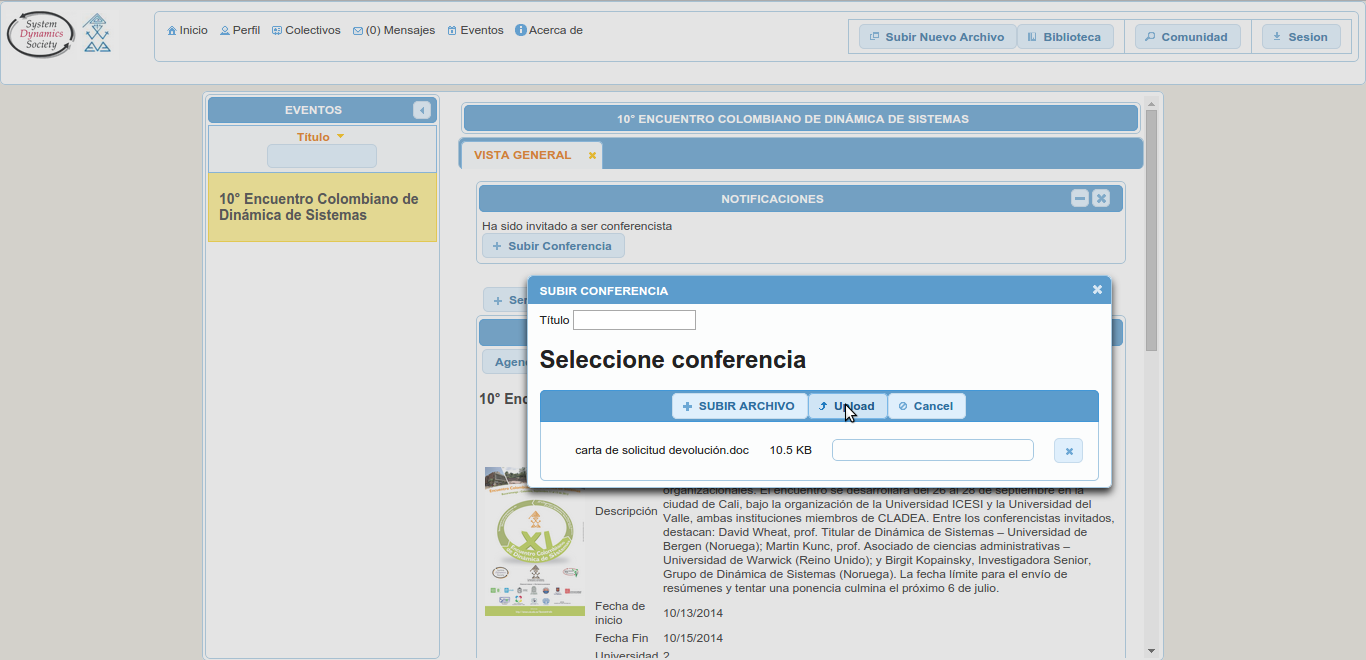 System
Dynamics
Society
Inicio
Perfil
Colectivos
(0) Mensajes
Eventos
Acerca de
Subir Nuevo Archivo
Biblioteca
Comunidad
Sesion
EVENTOS
Título
10° Encuentro Colombiano de
Dinámica de Sistemas
10° ENCUENTRO COLOMBIANO DE DINÁMICA DE SISTEMAS
VISTA GENERAL
NOTIFICACIONES
Ha sido invitado a ser conferencista
Subir Conferencia
SUBIR CONFERENCIA
Título
Seleccione conferencia
SUBIR ARCHIVO
Upload
Cancel
carta de solicitud devolución.doc
10.5 KB
10° Enc
XI
Descripción
organizacionales. El encuentro se desarrollará del 26 al 28 de septiembre en la
ciudad de Cali, bajo la organización de la Universidad ICESI y la Universidad del
Valle, ambas instituciones miembros de CLADEA. Entre los conferencistas invitados,
destacan: David Wheat, prof. Titular de Dinámica de Sistemas – Universidad de
Bergen (Noruega); Martin Kunc, prof. Asociado de ciencias administrativas –
Universidad de Warwick (Reino Unido); y Birgit Kopainsky, Investigadora Senior,
Grupo de Dinámica de Sistemas (Noruega). La fecha límite para el envío de
resúmenes y tentar una ponencia culmina el próximo 6 de julio.
Fecha de
inicio
10/13/2014
Fecha Fin
10/15/2014
Universidad 2